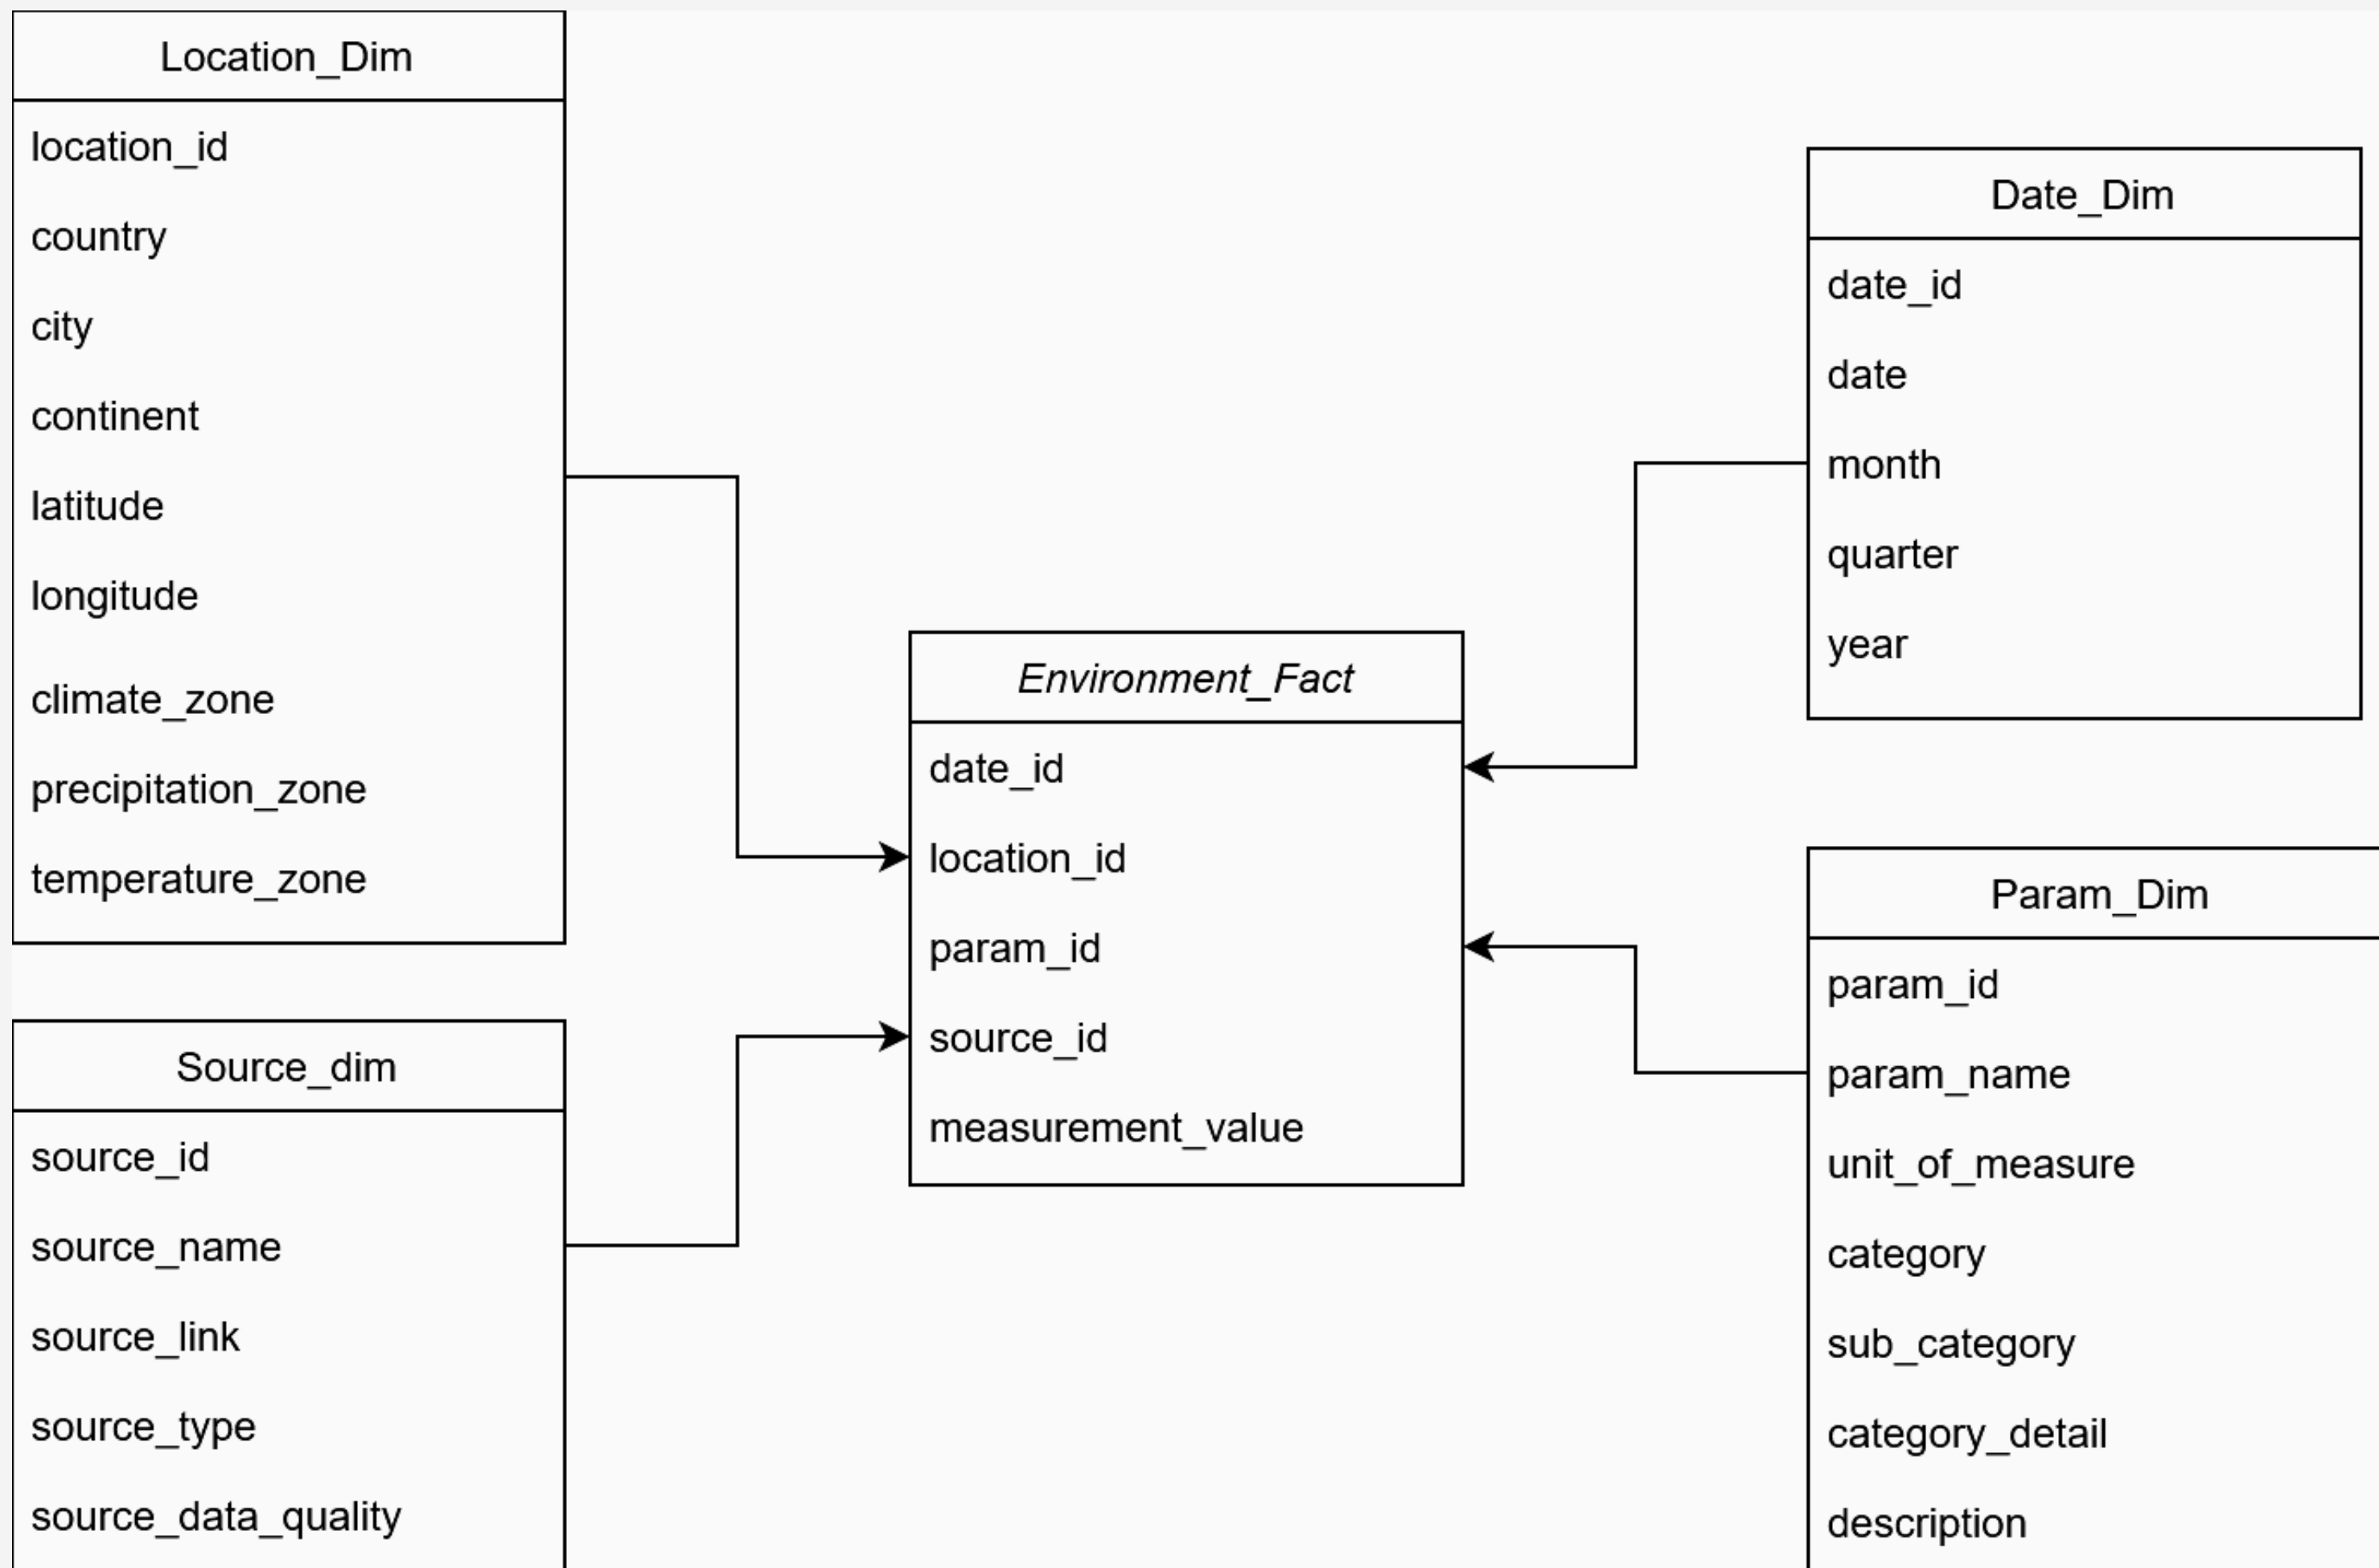 Location_Dim
location_id
country
city
continent
latitude
longitude
climate_zone
precipitation_zone
temperature_zone
Source_dim
source_id
source_name
source_link
source_type
source_data_quality
Environment_Fact
date_id
location_id
param_id
source_id
measurement_value
Date_Dim
date_id
date
month
quarter
year
Param_Dim
param_id
param_name
unit_of_measure
category
sub_category
category_detail
description